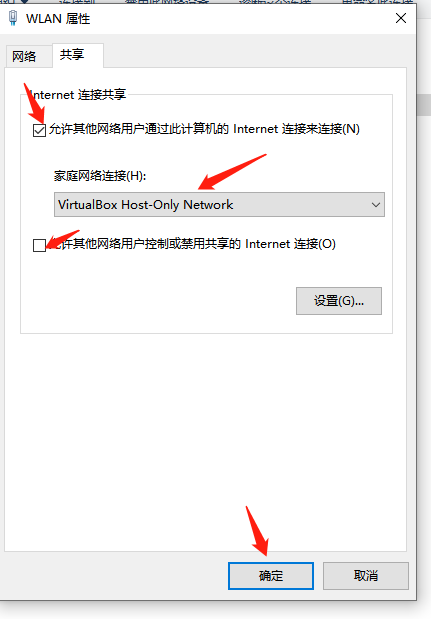 WLAN 属性
网络
共享
Internet 连接共享
允许其他网络用户通过此计算机的 Internet 连接来连接(N)
家庭网络连接(H):
VirtualBox Host-Only Network
允许其他网络用户控制或禁用共享的 Internet 连接(O)
设置(G)...
确定
取消